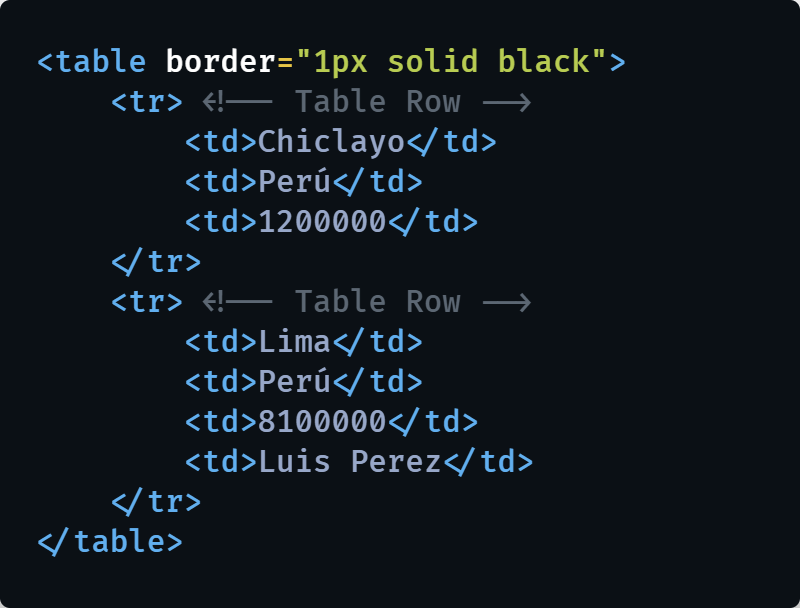 <table border="1px solid black">
    <tr> <!-- Table Row -->
        <td>Chiclayo</td>
        <td>Perú</td>
        <td>1200000</td>
    </tr>
    <tr> <!-- Table Row -->
        <td>Lima</td>
        <td>Perú</td>
        <td>8100000</td>
        <td>Luis Perez</td>
    </tr>
</table>